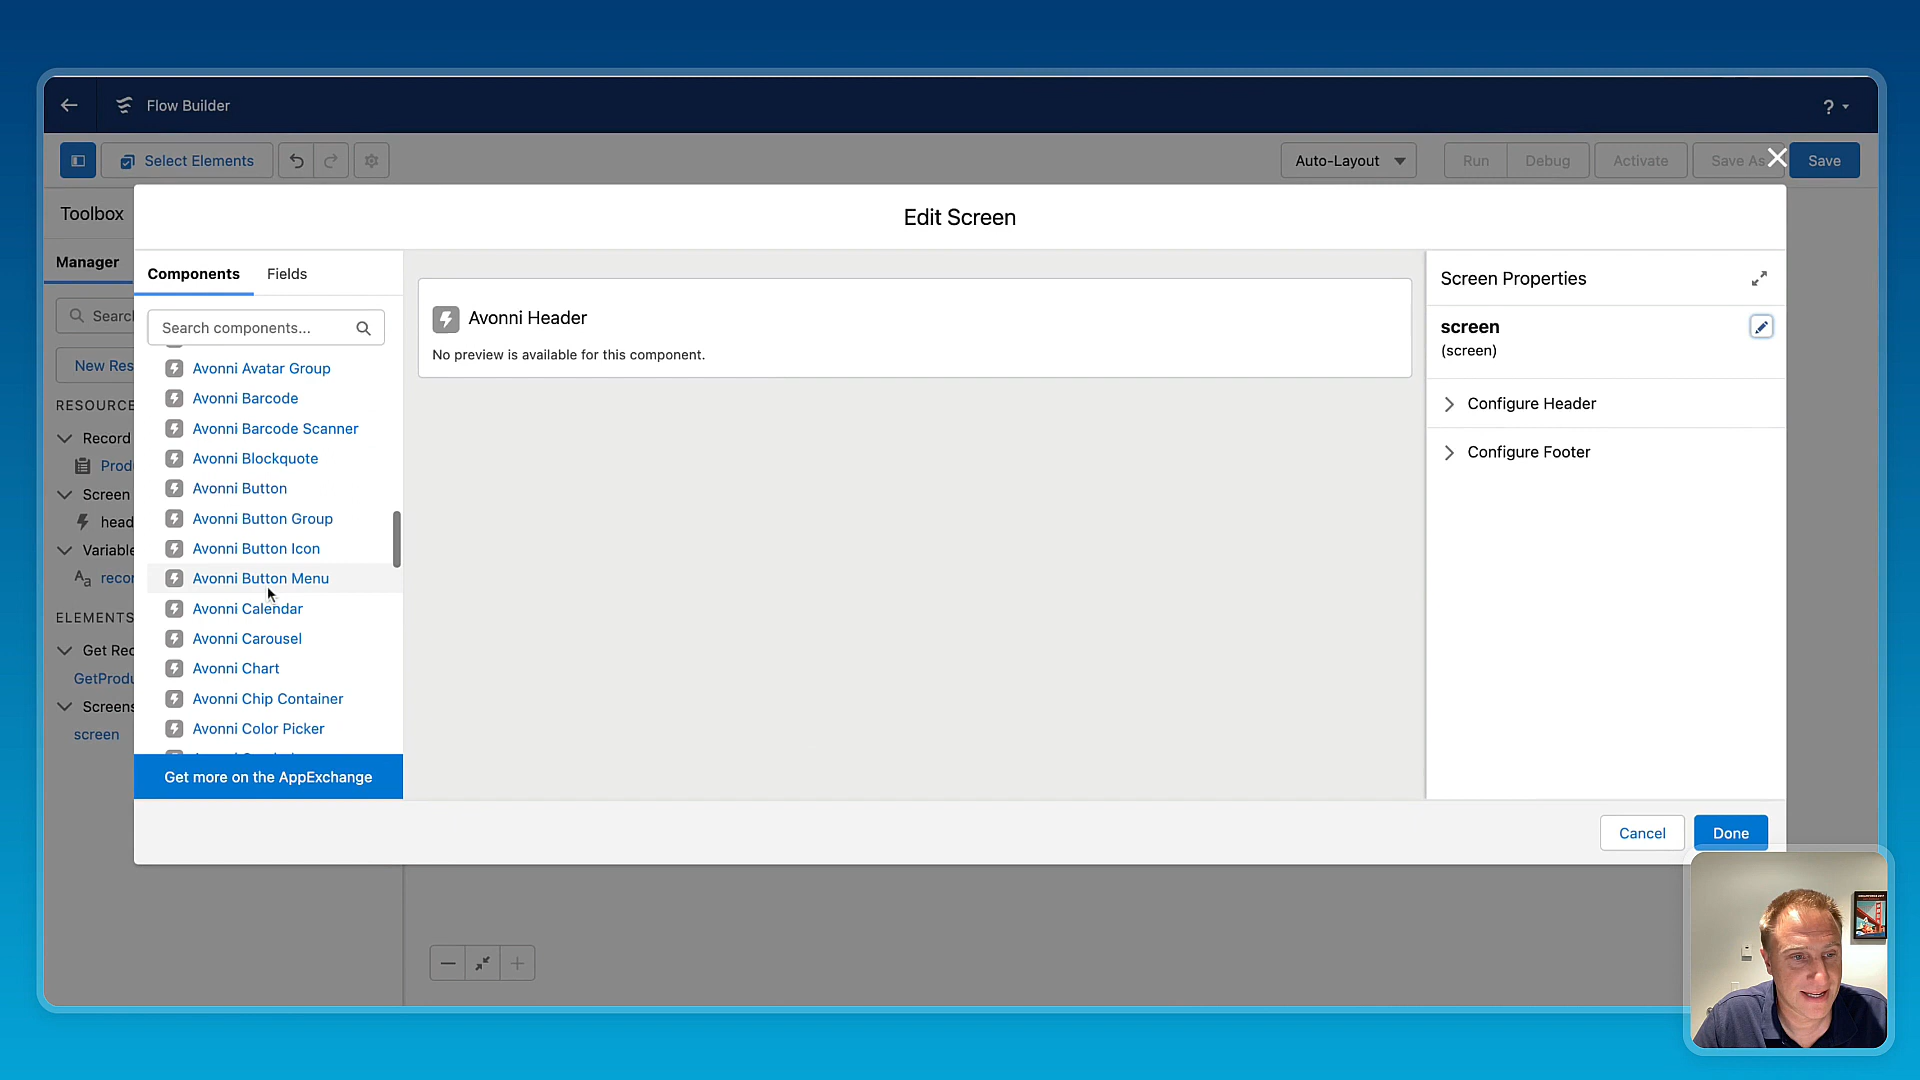 Flow Builder
?
Select Elements
Auto-Layout
Run
Debug
Activate
Save As
Save
Toolbox
Edit Screen
Manager
Components
Fields
Screen Properties
Search components...
Avonni Header
No preview is available for this component.
screen
(screen)
Avonni Avatar Group
New Res
Avonni Barcode
RESOURCE
Configure Header
Avonni Barcode Scanner
Record
Avonni Blockquote
Configure Footer
Prod
Avonni Button
Screen
Avonni Button Group
head
Avonni Button Icon
Variable
Avonni Button Menu
Aa
recor
Avonni Calendar
ELEMENTS
Avonni Carousel
Get Rec
Avonni Chart
GetProdu
Avonni Chip Container
Screens
Avonni Color Picker
screen
Get more on the AppExchange
Cancel
Done